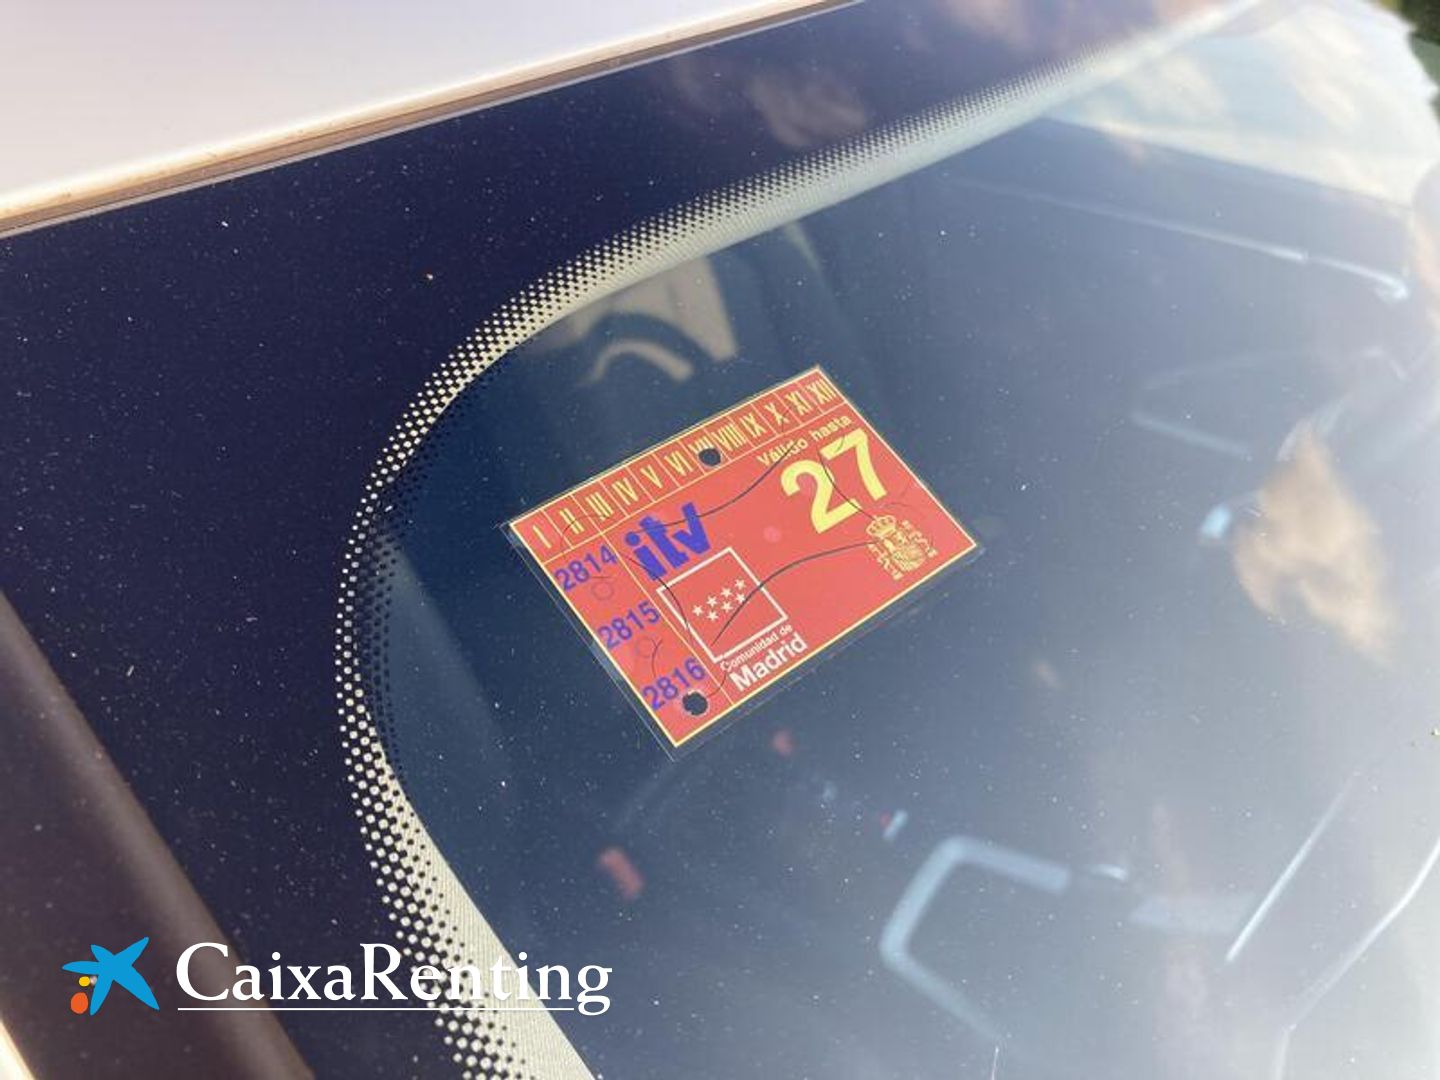 I II III IV V VI VII VIII IX X XI XII
Válido hasta
27
itv
2814
2815
2816
Comunidad de
Madrid
CaixaRenting